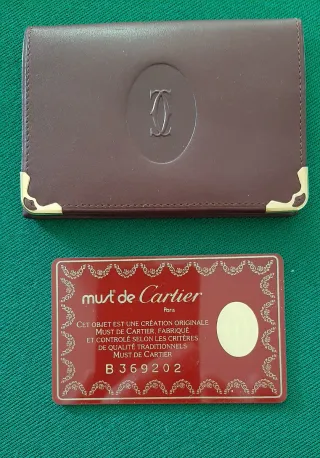 must de Cartier
Paris
CET OBJET EST UNE CRÉATION ORIGINALE
MUST DE CARTIER, FABRIQUÉ
ET CONTRÔLÉ SELON LES CRITÈRES
DE QUALITÉ TRADITIONNELS
MUST DE CARTIER
B 369202